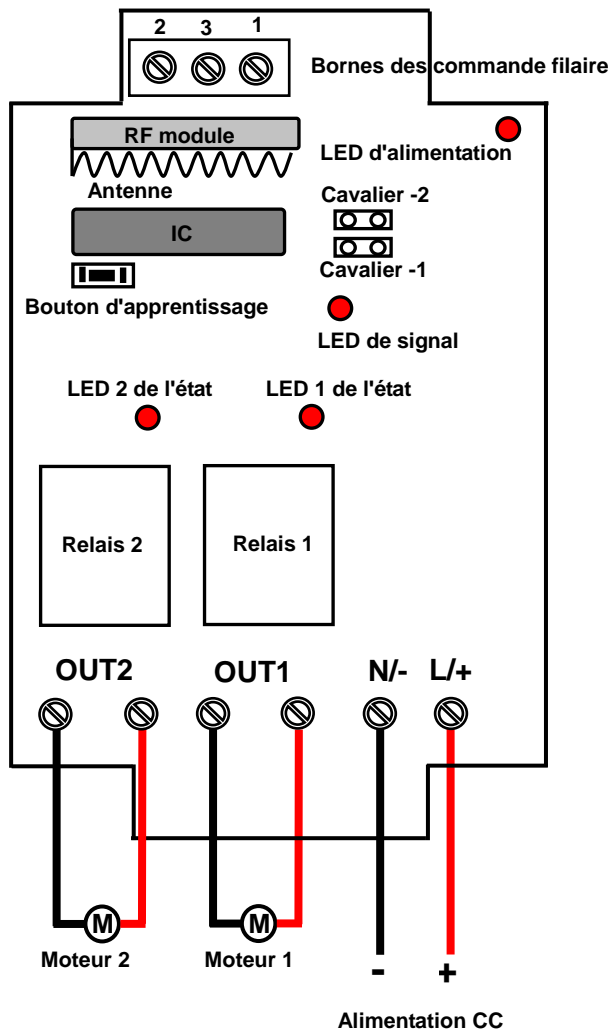 2 3 1
Bornes des commande filaire
RF module
LED d'alimentation
Antenne
Cavalier -2
IC
Cavalier -1
Bouton d'apprentissage
LED de signal
LED 2 de l'état
LED 1 de l'état
Relais 2
Relais 1
OUT2
OUT1
N/-
L/+
M
M
Moteur 2
Moteur 1
-
+
Alimentation CC